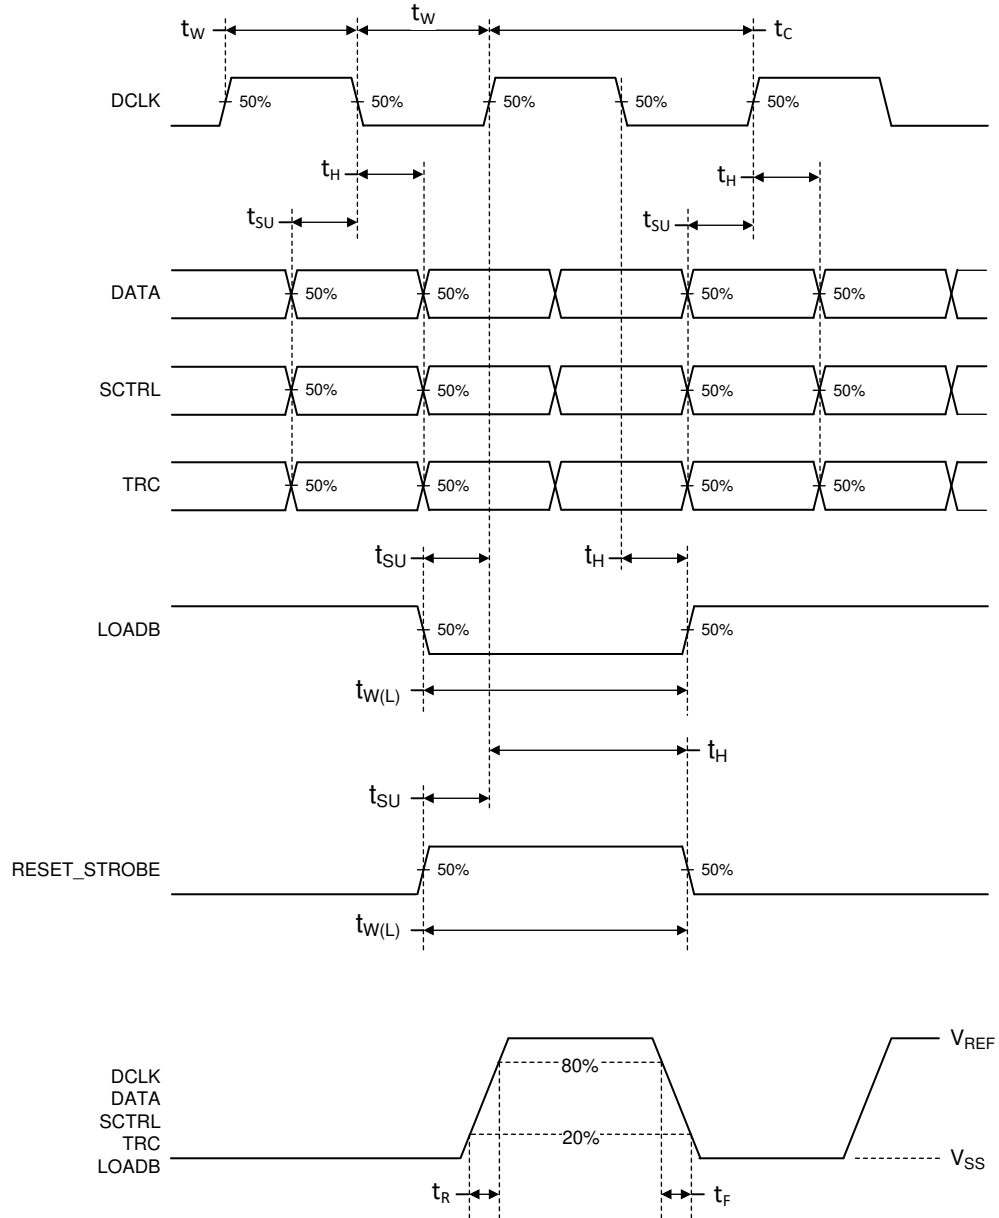 tW
tW
tC
DCLK
50%
50%
50%
50%
50%
tH
tH
tSU
tSU
DATA
50%
50%
50%
50%
SCTRL
50%
50%
50%
50%
TRC
50%
50%
50%
50%
tSU
tH
LOADB
50%
50%
tW(L)
tH
tSU
RESET_STROBE
50%
50%
tW(L)
VREF
80%
DCLK
DATA
SCTRL
TRC
LOADB
20%
VSS
tR
tF